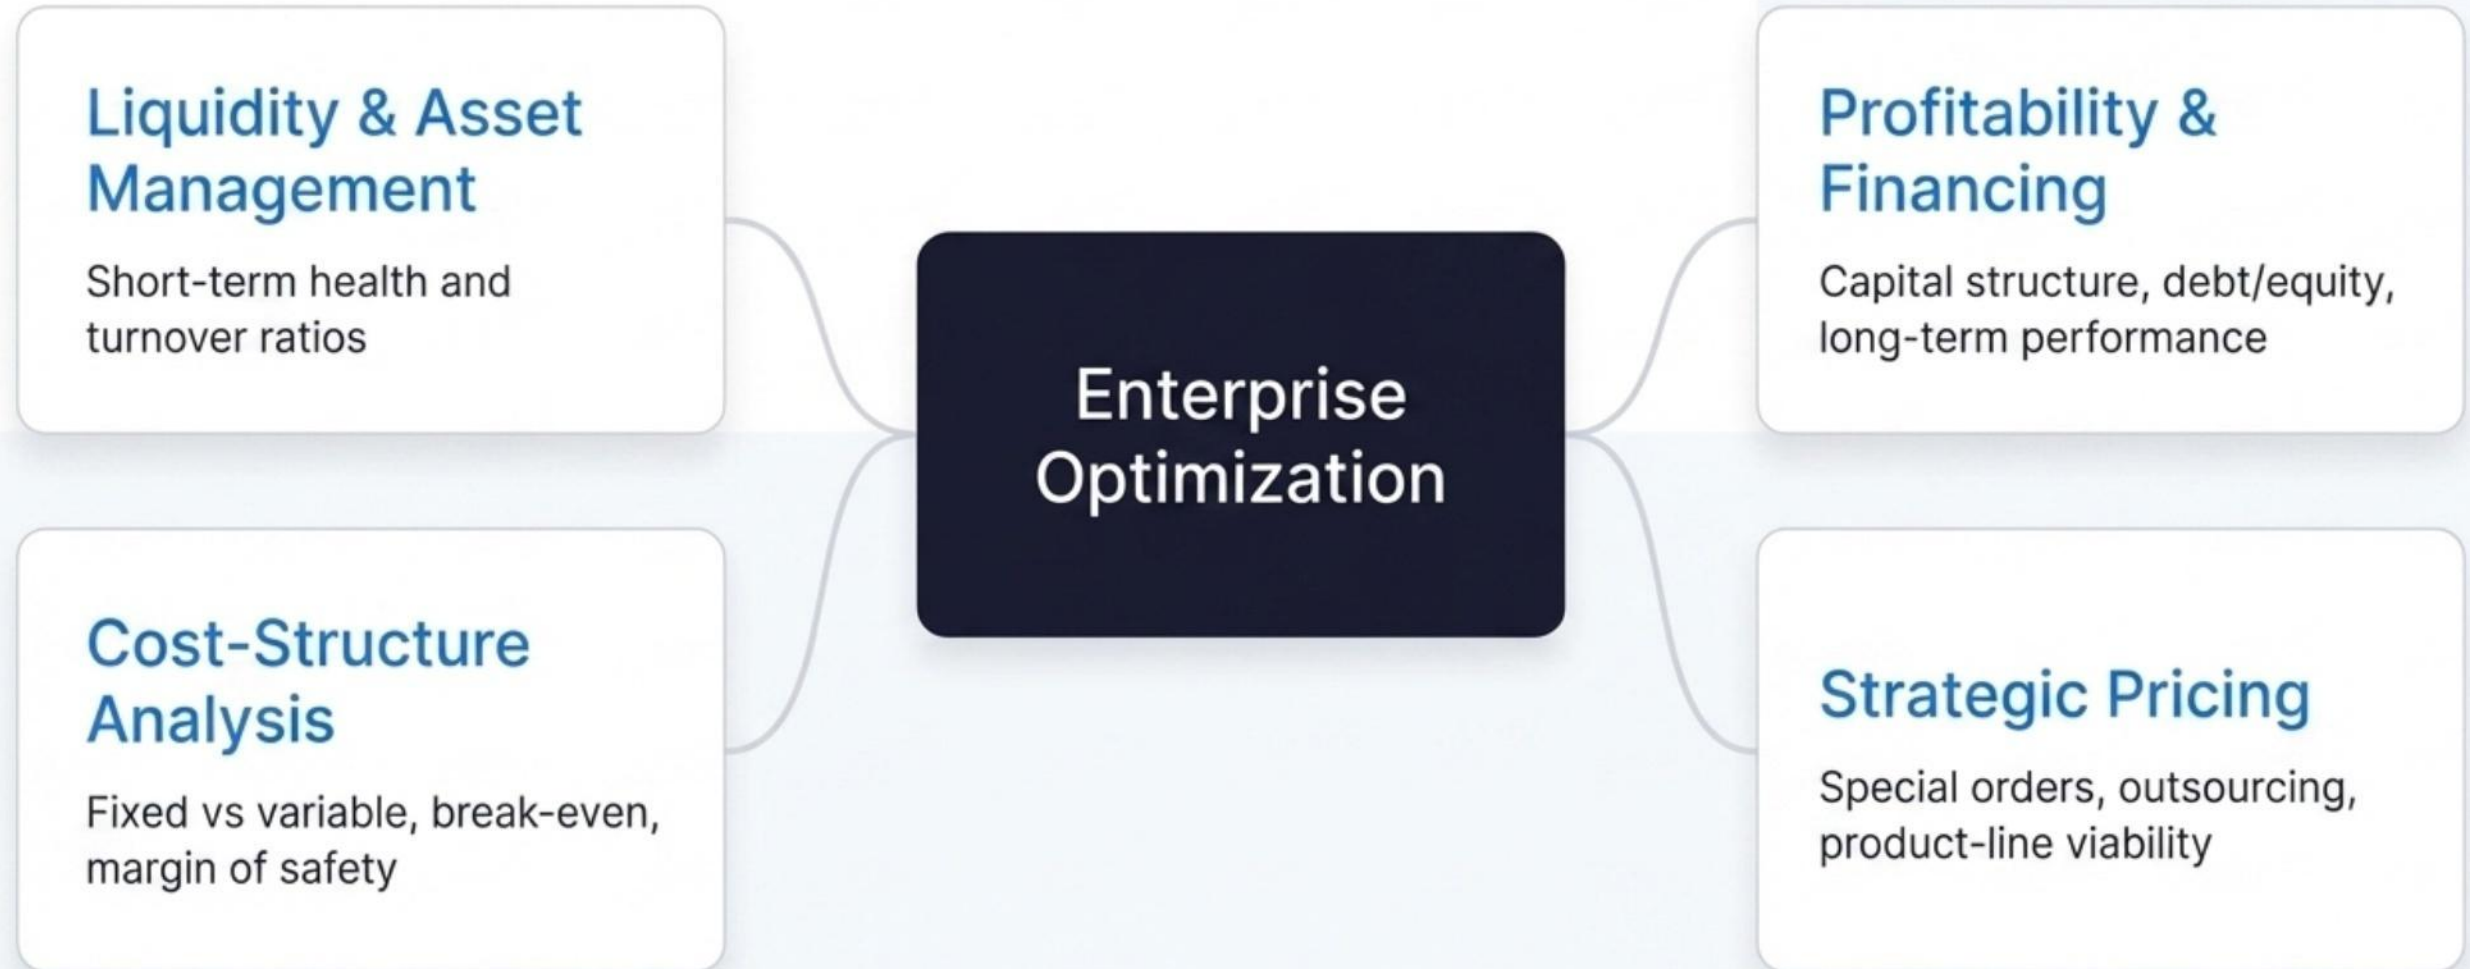 Liquidity & Asset
Management
Short-term health and
turnover ratios
Profitability &
Financing
Capital structure, debt/equity,
long-term performance
Enterprise
Optimization
Cost-Structure
Analysis
Fixed vs variable, break-even,
margin of safety
Strategic Pricing
Special orders, outsourcing,
product-line viability